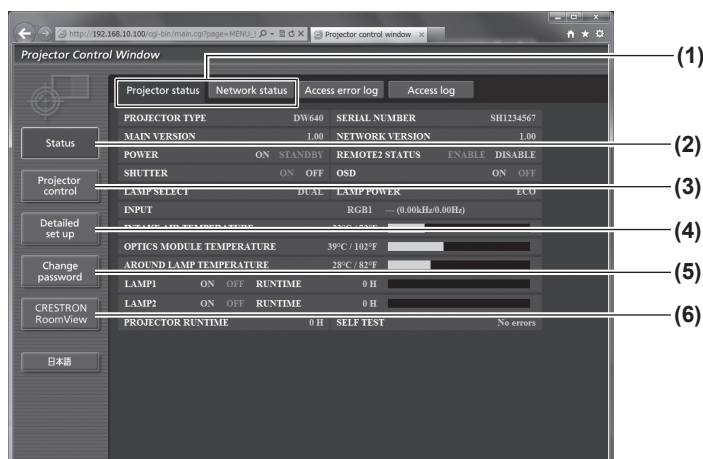 http://192.168.10.100/cgi-bin/main.cgi?page=MENU_
Projector control window
Projector Control Window
(1)
Projector status Network status Access error log Access log
PROJECTOR TYPE DW640 SERIAL NUMBER SH1234567
MAIN VERSION 1.00 NETWORK VERSION 1.00
Status
(2)
POWER ON STANDBY REMOTE2 STATUS ENABLE DISABLE
SHUTTER ON OFF OSD ON OFF
Projector control
(3)
LAMP SELECT DUAL LAMP POWER ECO
INPUT RGB1 --- (0.00kHz/0.00Hz)
Detailed set up
(4)
INTAKE AIR TEMPERATURE
OPTICS MODULE TEMPERATURE 39°C / 102°F
Change password
(5)
AROUND LAMP TEMPERATURE 28°C / 82°F
LAMP1 ON OFF RUNTIME 0 H
CRESTRON RoomView
(6)
LAMP2 ON OFF RUNTIME 0 H
PROJECTOR RUNTIME 0 H SELF TEST No errors
日本語